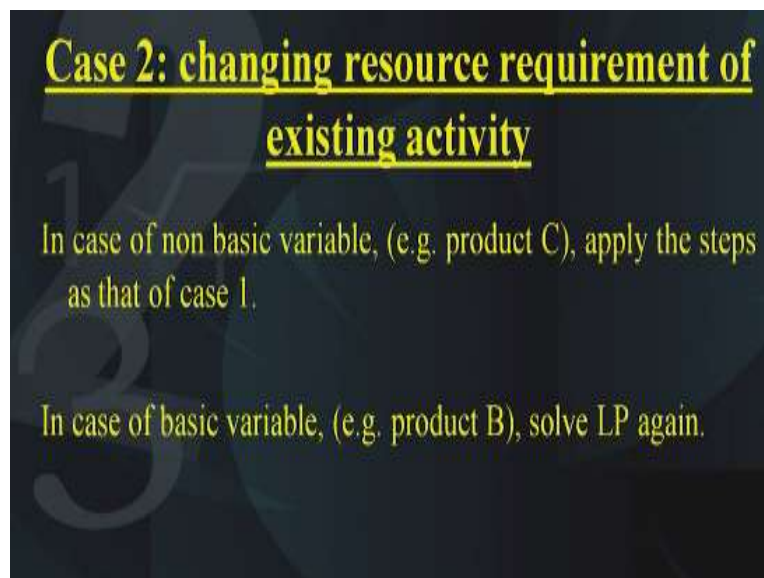 Case 2: changing resource requirement of
existing activity
In case of non basic variable, (e.g. product C), apply the steps
as that of case 1.
In case of basic variable, (e.g. product B), solve LP again.